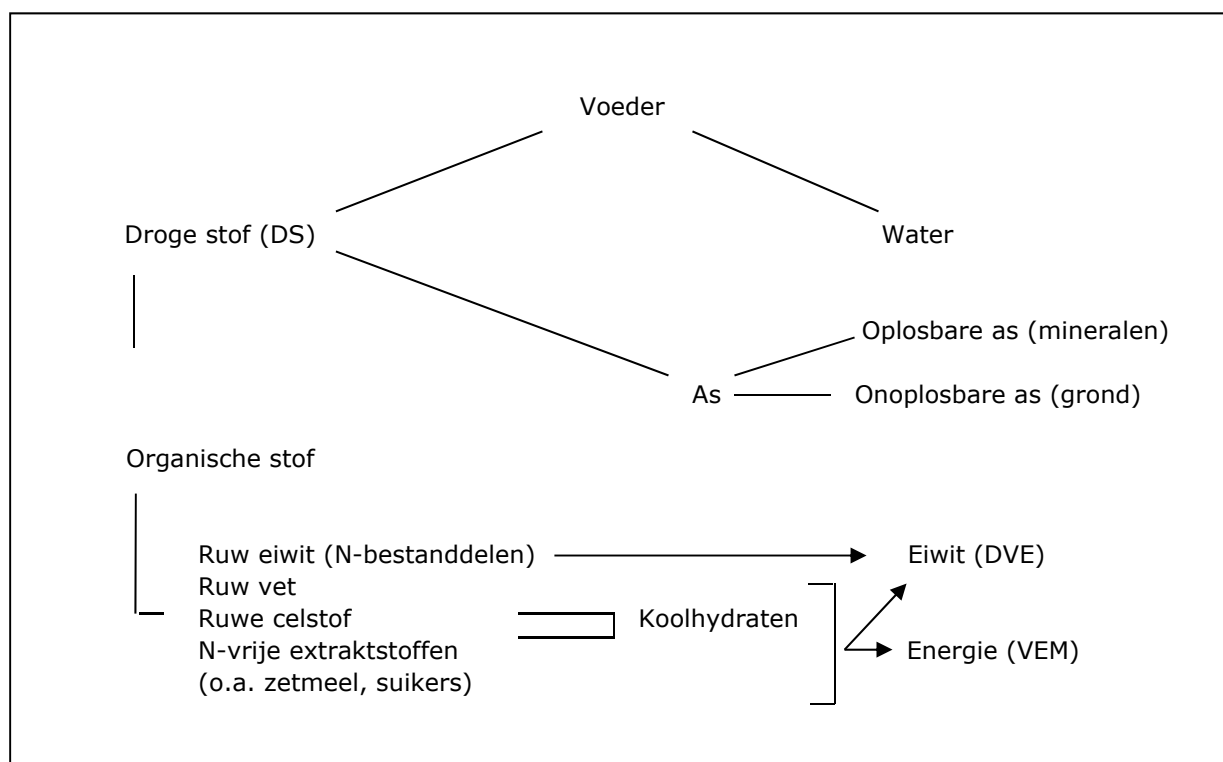 Voeder
Droge stof (DS)
Water
Oplosbare as (mineralen)
As
Onoplosbare as (grond)
Organische stof
Ruw eiwit (N-bestanddelen)
Eiwit (DVE)
Ruw vet
Ruwe celstof
Koolhydraten
N-vrije extraktstoffen
Energie (VEM)
(o.a. zetmeel, suikers)